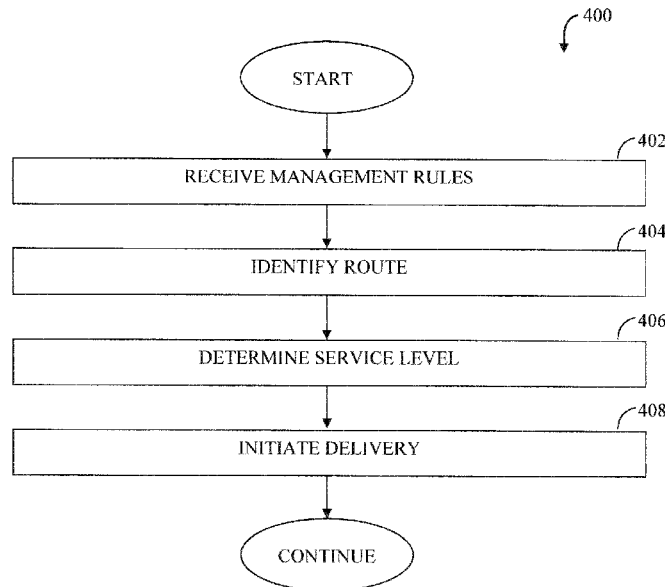 400
START
402
RECEIVE MANAGEMENT RULES
404
IDENTIFY ROUTE
406
DETERMINE SERVICE LEVEL
408
INITIATE DELIVERY
CONTINUE